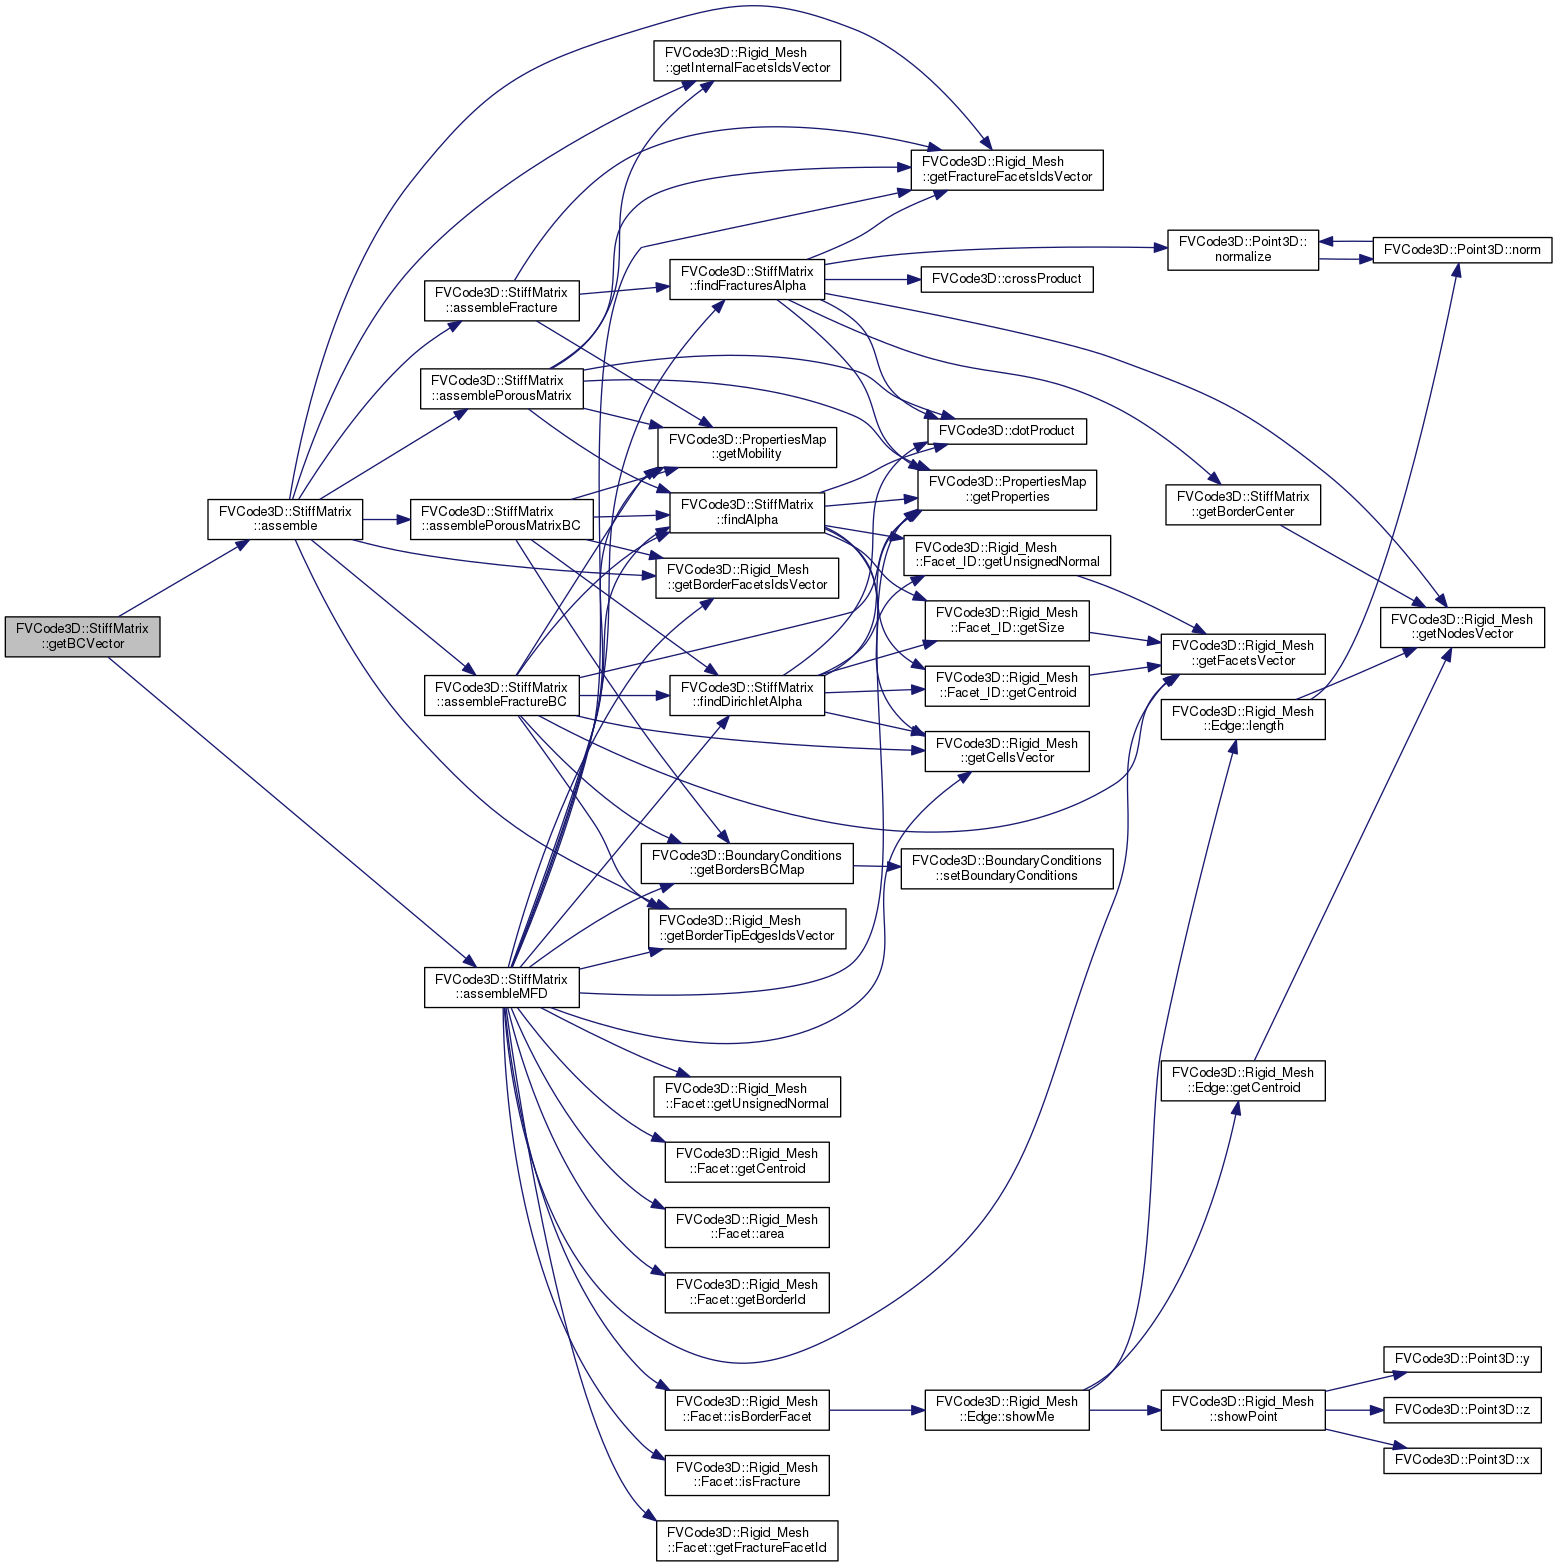 FVCode3D::StiffMatrix
::getBCVector
FVCode3D::StiffMatrix
::assemble
FVCode3D::StiffMatrix
::assembleFracture
FVCode3D::StiffMatrix
::assemblePorousMatrix
FVCode3D::StiffMatrix
::assemblePorousMatrixBC
FVCode3D::StiffMatrix
::assembleFractureBC
FVCode3D::StiffMatrix
::assembleMFD
FVCode3D::Rigid_Mesh
::getInternalFacetsIdsVector
FVCode3D::StiffMatrix
::findFracturesAlpha
FVCode3D::PropertiesMap
::getMobility
FVCode3D::StiffMatrix
::findAlpha
FVCode3D::Rigid_Mesh
::getBorderFacetsIdsVector
FVCode3D::StiffMatrix
::findDirichletAlpha
FVCode3D::BoundaryConditions
::getBordersBCMap
FVCode3D::Rigid_Mesh
::getBorderTipEdgesIdsVector
FVCode3D::Rigid_Mesh
::Facet::getUnsignedNormal
FVCode3D::Rigid_Mesh
::Facet::getCentroid
FVCode3D::Rigid_Mesh
::Facet::area
FVCode3D::Rigid_Mesh
::Facet::getBorderId
FVCode3D::Rigid_Mesh
::Facet::isBorderFacet
FVCode3D::Rigid_Mesh
::Facet::isFracture
FVCode3D::Rigid_Mesh
::Facet::getFractureFacetId
FVCode3D::Rigid_Mesh
::getFractureFacetsIdsVector
FVCode3D::crossProduct
FVCode3D::dotProduct
FVCode3D::PropertiesMap
::getProperties
FVCode3D::Rigid_Mesh
::Facet_ID::getUnsignedNormal
FVCode3D::Rigid_Mesh
::Facet_ID::getSize
FVCode3D::Rigid_Mesh
::Facet_ID::getCentroid
FVCode3D::Rigid_Mesh
::getCellsVector
FVCode3D::BoundaryConditions
::setBoundaryConditions
FVCode3D::Rigid_Mesh
::Edge::showMe
FVCode3D::Point3D::
normalize
FVCode3D::StiffMatrix
::getBorderCenter
FVCode3D::Rigid_Mesh
::getFacetsVector
FVCode3D::Rigid_Mesh
::Edge::length
FVCode3D::Rigid_Mesh
::Edge::getCentroid
FVCode3D::Rigid_Mesh
::showPoint
FVCode3D::Point3D::norm
FVCode3D::Rigid_Mesh
::getNodesVector
FVCode3D::Point3D::y
FVCode3D::Point3D::z
FVCode3D::Point3D::x